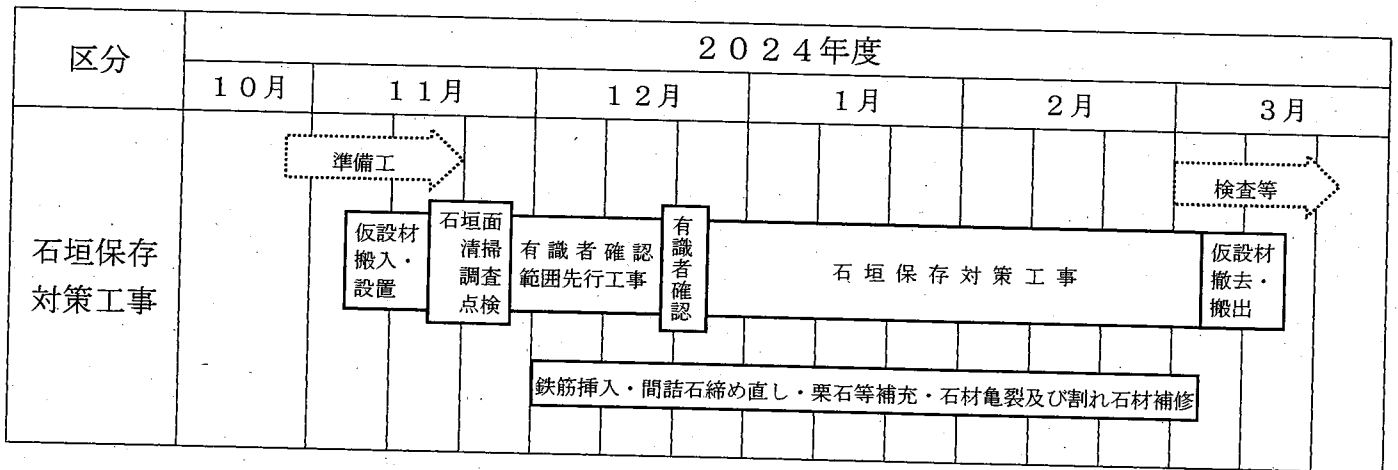 区分
２０２４年度
１０月
１１月
１２月
１月
２月
３月
石垣保存
対策工事
準備工
検査等
仮設材
搬入・
設置
石垣面
清掃
調査
点検
有識者確認
範囲先行工事
有識者確認
石垣保存対策工事
仮設材
撤去・
搬出
鉄筋挿入・間詰石締め直し・栗石等補充・石材亀裂及び割れ石材補修